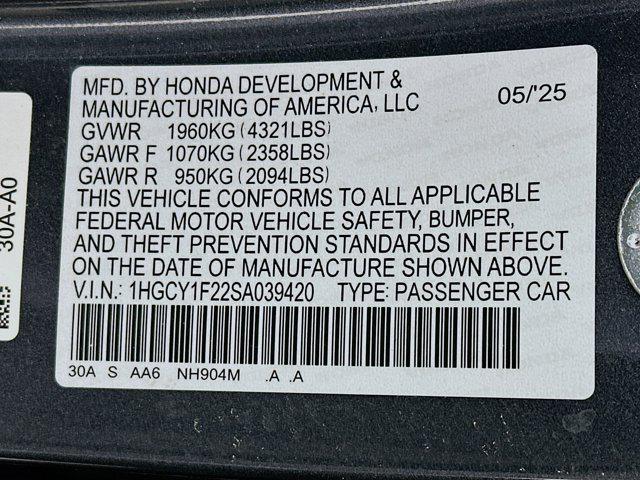 MFD. BY HONDA DEVELOPMENT &
MANUFACTURING OF AMERICA, LLC 05/'25
GVWR 1960KG(4321LBS)
GAWR F 1070KG(2358LBS)
GAWR R 950KG(2094LBS)
THIS VEHICLE CONFORMS TO ALL APPLICABLE
FEDERAL MOTOR VEHICLE SAFETY, BUMPER,
AND THEFT PREVENTION STANDARDS IN EFFECT
ON THE DATE OF MANUFACTURE SHOWN ABOVE.
V.I.N.: 1HGCY1F22SA039420 TYPE: PASSENGER CAR
30A S AA6 NH904M .A .A
30A-A0